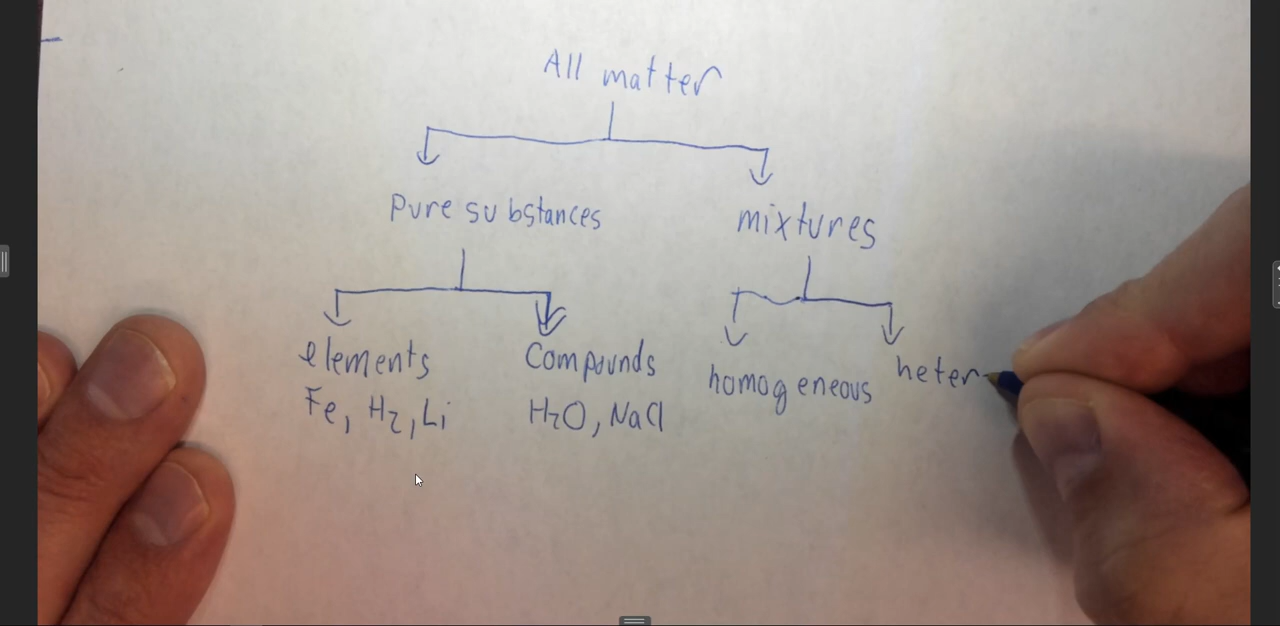 All matter
Pure substances
mixtures
elements
Compounds
homogeneous
heter
Fe, H₂, Li
H₂O, NaCl